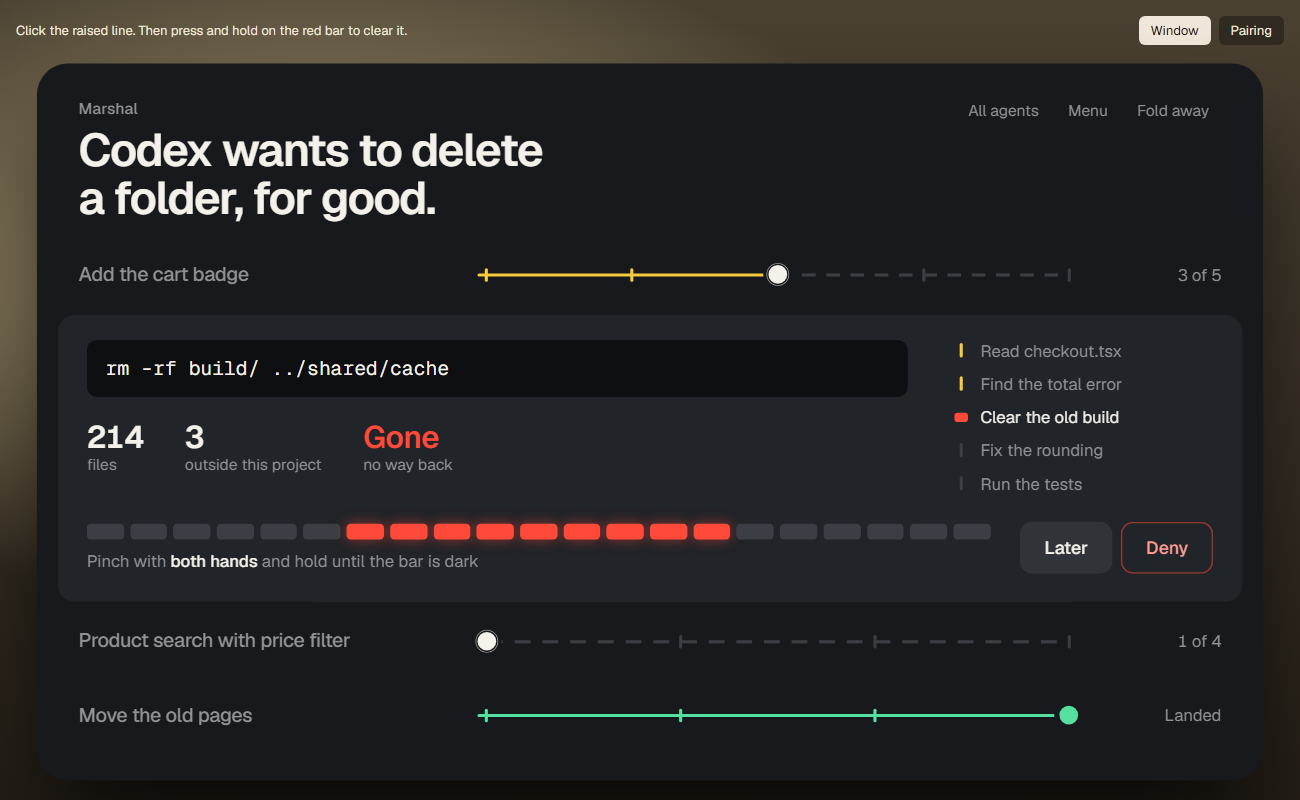 Click the raised line. Then press and hold on the red bar to clear it.
Window
Pairing
Marshal
All agents
Menu
Fold away
Codex wants to delete
a folder, for good.
Add the cart badge
3 of 5
rm -rf build/ ../shared/cache
214
files
3
outside this project
Gone
no way back
Read checkout.tsx
Find the total error
Clear the old build
Fix the rounding
Run the tests
Pinch with both hands and hold until the bar is dark
Later
Deny
Product search with price filter
1 of 4
Move the old pages
Landed